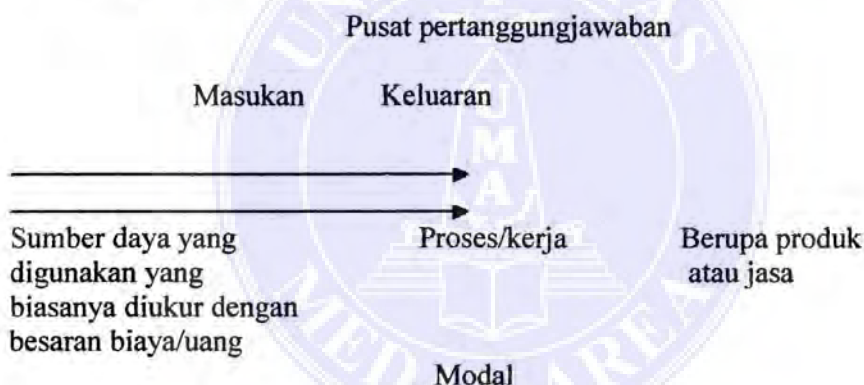 Pusat pertanggungjawaban
Masukan Keluaran
Sumber daya yang Proses/kerja Berupa produk
digunakan yang atau jasa
biasanya diukur dengan
besaran biaya/uang
Modal
UMA